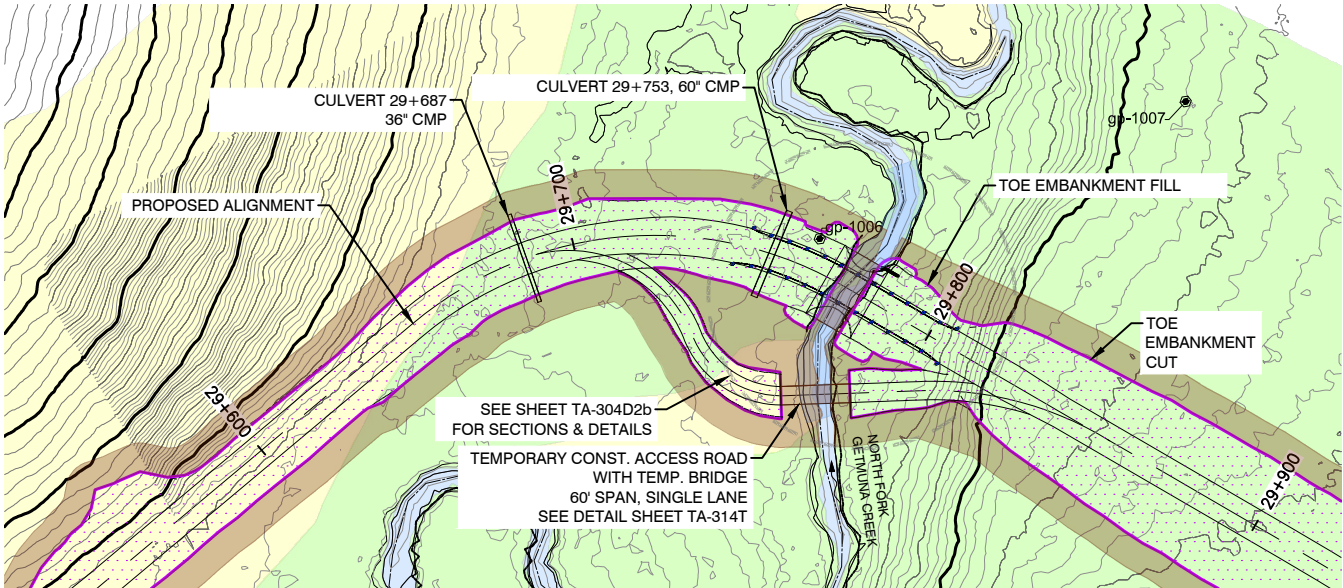 CULVERT 29+687
36" CMP
CULVERT 29+753, 60" CMP
gp-1007
PROPOSED ALIGNMENT
29+700
TOE EMBANKMENT FILL
gp-1006
29+800
TOE
EMBANKMENT
CUT
29+600
SEE SHEET TA-304D2b
FOR SECTIONS & DETAILS
TEMPORARY CONST. ACCESS ROAD
WITH TEMP. BRIDGE
60' SPAN, SINGLE LANE
SEE DETAIL SHEET TA-314T
NORTH FORK
GETMUNA CREEK
29+900